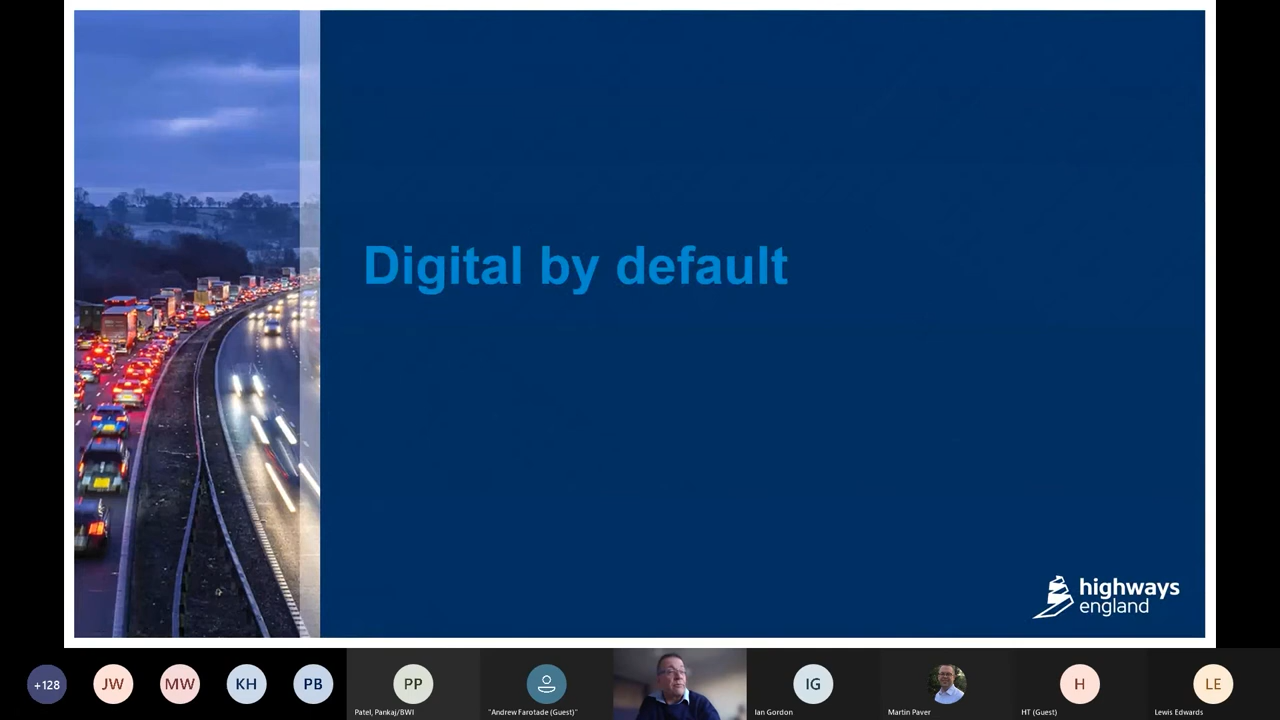 Digital by default
highways
england
+128
JW
MW
KH
PB
PP
IG
H
LE
Patel, Pankaj/BWI
"Andrew Farotade (Guest)"
Ian Gordon
Martin Paver
HT (Guest)
Lewis Edwards